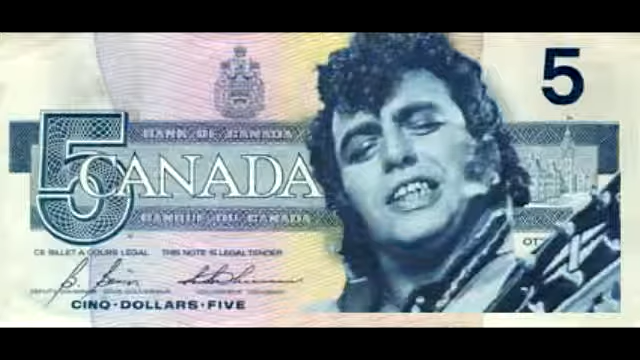 5
BANK OF CANADA
5 CANADA
BANQUE DU CANADA
CE BILLET A COURS LÉGAL THIS NOTE IS LEGAL TENDER
CINQ·DOLLARS·FIVE